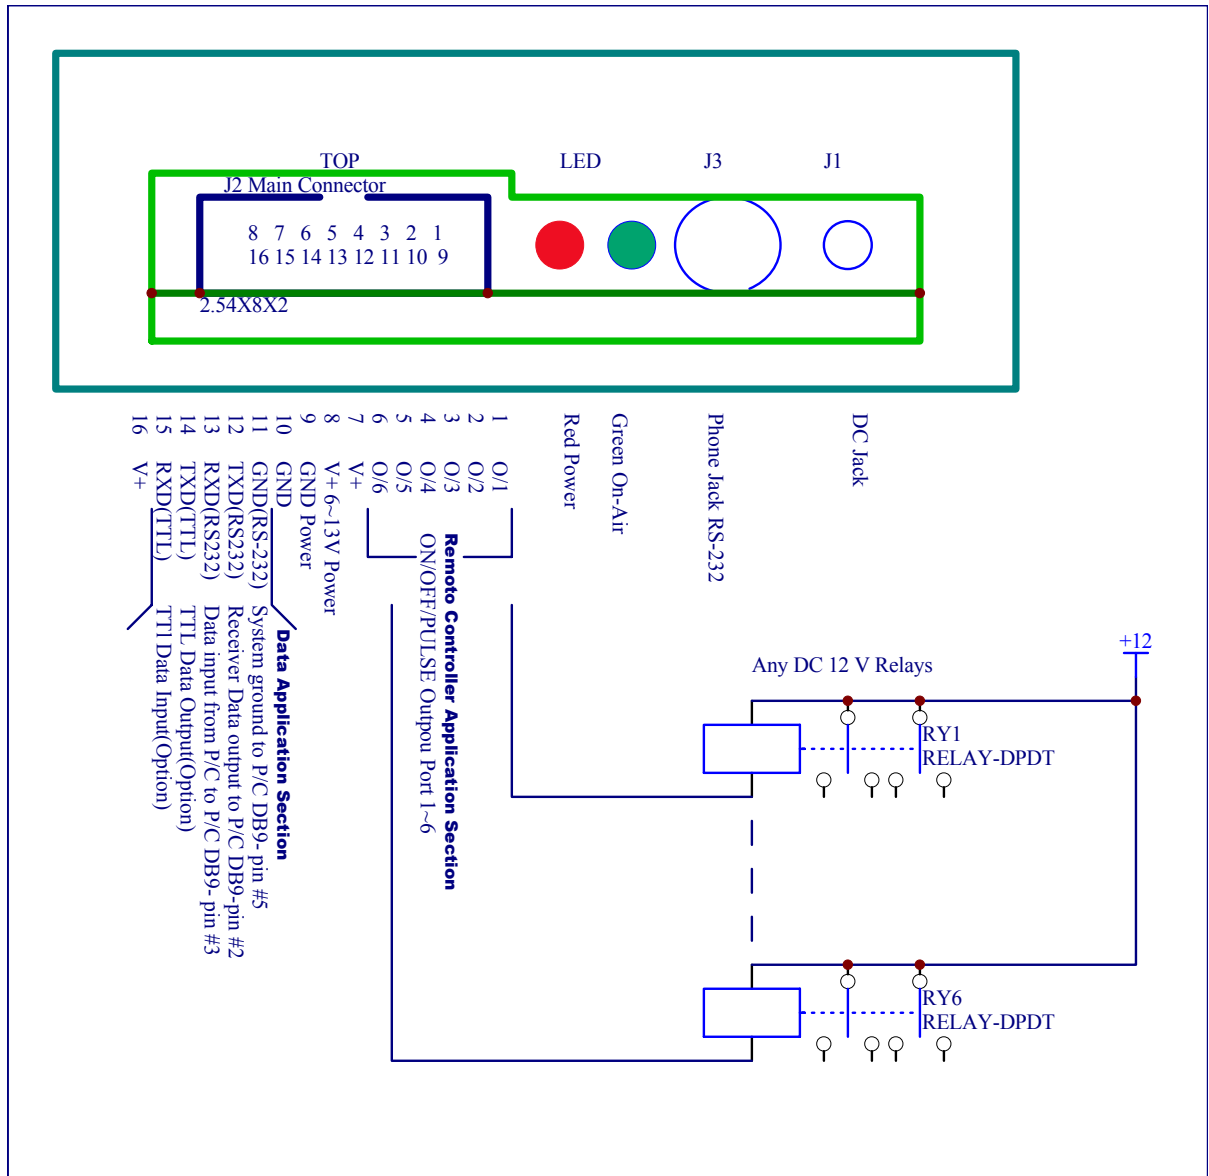 TOP
LED
J3
J1
J2 Main Connector
8 7 6 5 4 3 2 1
16 15 14 13 12 11 10 9
2.54X8X2
DC Jack
Phone Jack RS-232
Green On-Air
Red Power
1 O/1
2 O/2
3 O/3
4 O/4
5 O/5
6 O/6
7 V+
8 V+ 6~13V Power
9 GND Power
10 GND
11 GND(RS-232) System ground to P/C DB9- pin #5
12 TXD(RS232) Receiver Data output to P/C DB9-pin #2
13 RXD(RS232) Data input from P/C to P/C DB9- pin #3
14 TXD(TTL) TTL Data Output(Option)
15 RXD(TTL) TTl Data Input(Option)
16 V+
Remoto Controller Application Section
ON/OFF/PULSE Outpou Port 1~6
Data Application Section
+12
Any DC 12 V Relays
RY1
RELAY-DPDT
RY6
RELAY-DPDT